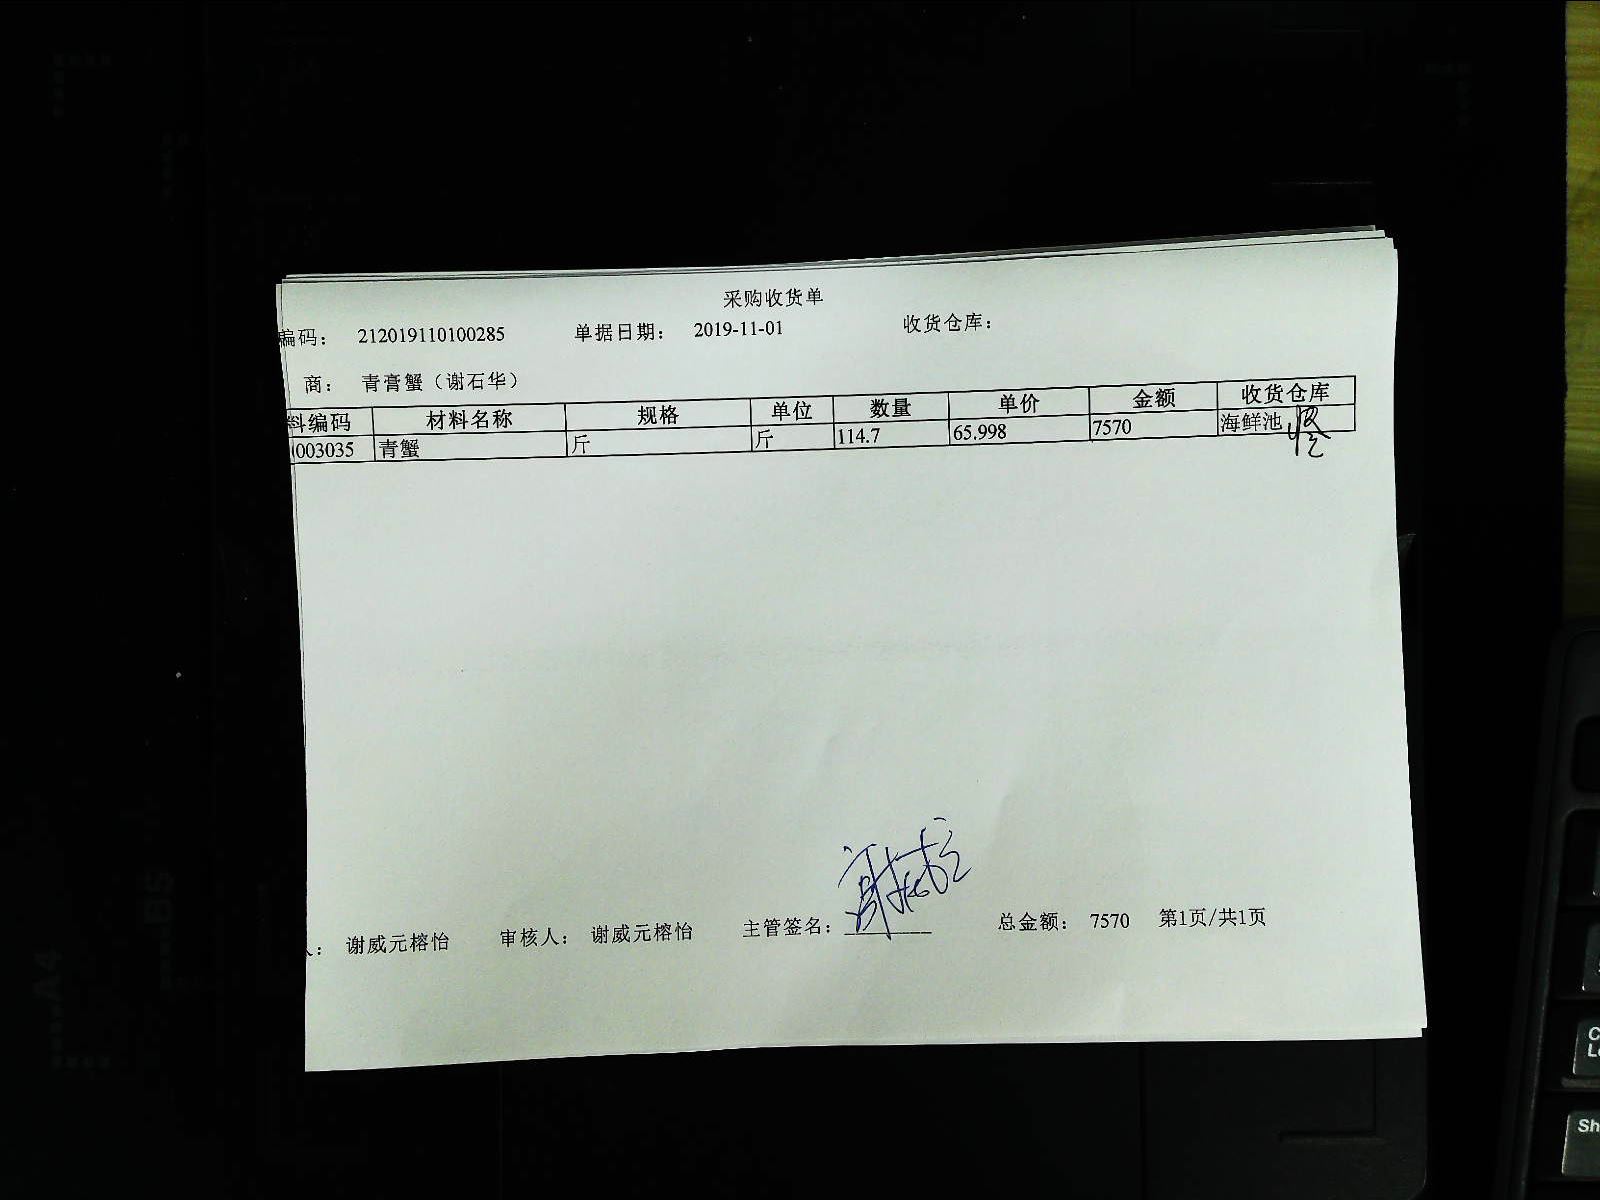 采购收货单
编码： 212019110100285 单据日期： 2019-11-01 收货仓库：
商： 青膏蟹（谢石华）
料编码 材料名称 规格 单位 数量 单价 金额 收货仓库
003035 青蟹 斤 斤 114.7 65.998 7570 海鲜池
人： 谢威元榕怡 审核人： 谢威元榕怡 主管签名： 总金额： 7570 第1页/共1页
A4
B5
Sh